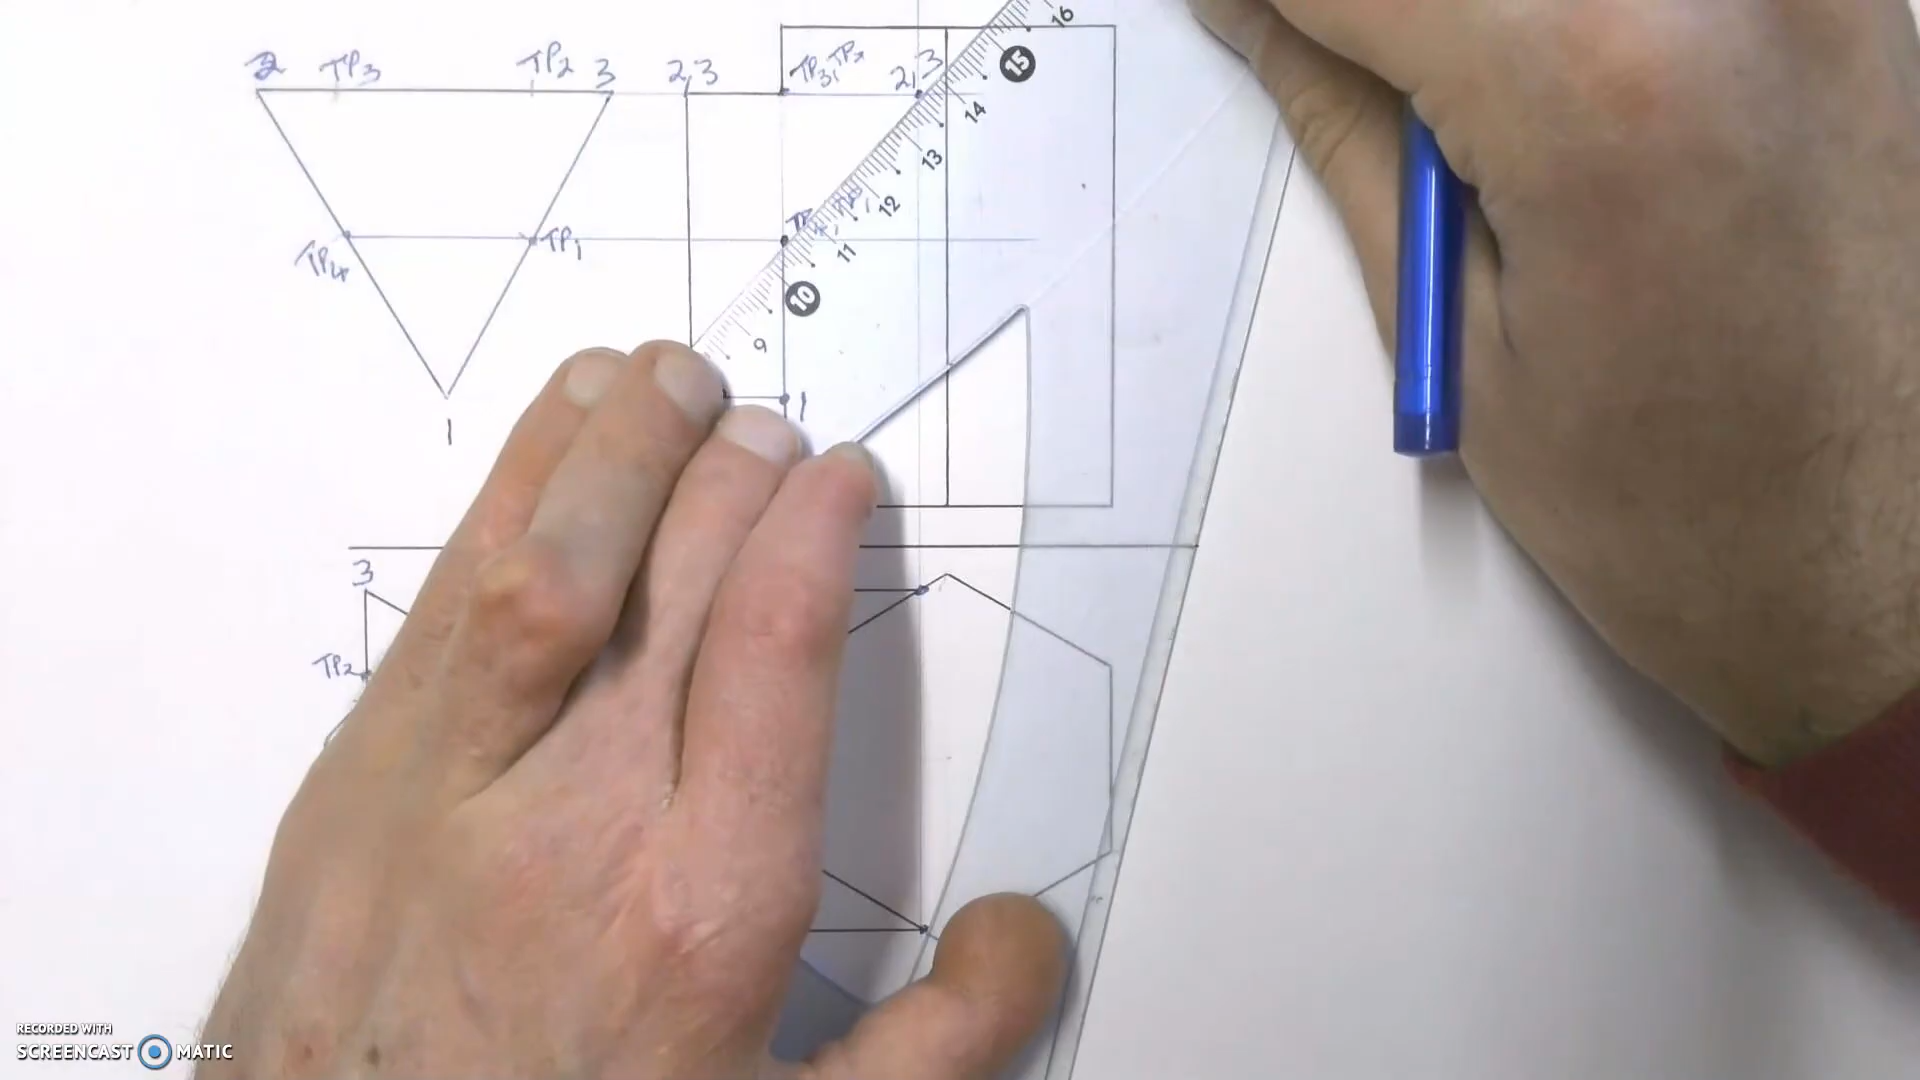 2 TP3 TP2 3 2,3 TP3, TP2 2,3
TP4 TP1
1 1
9 10 11 12 13 14 15 16
3
TP2
RECORDED WITH
SCREENCAST MATIC